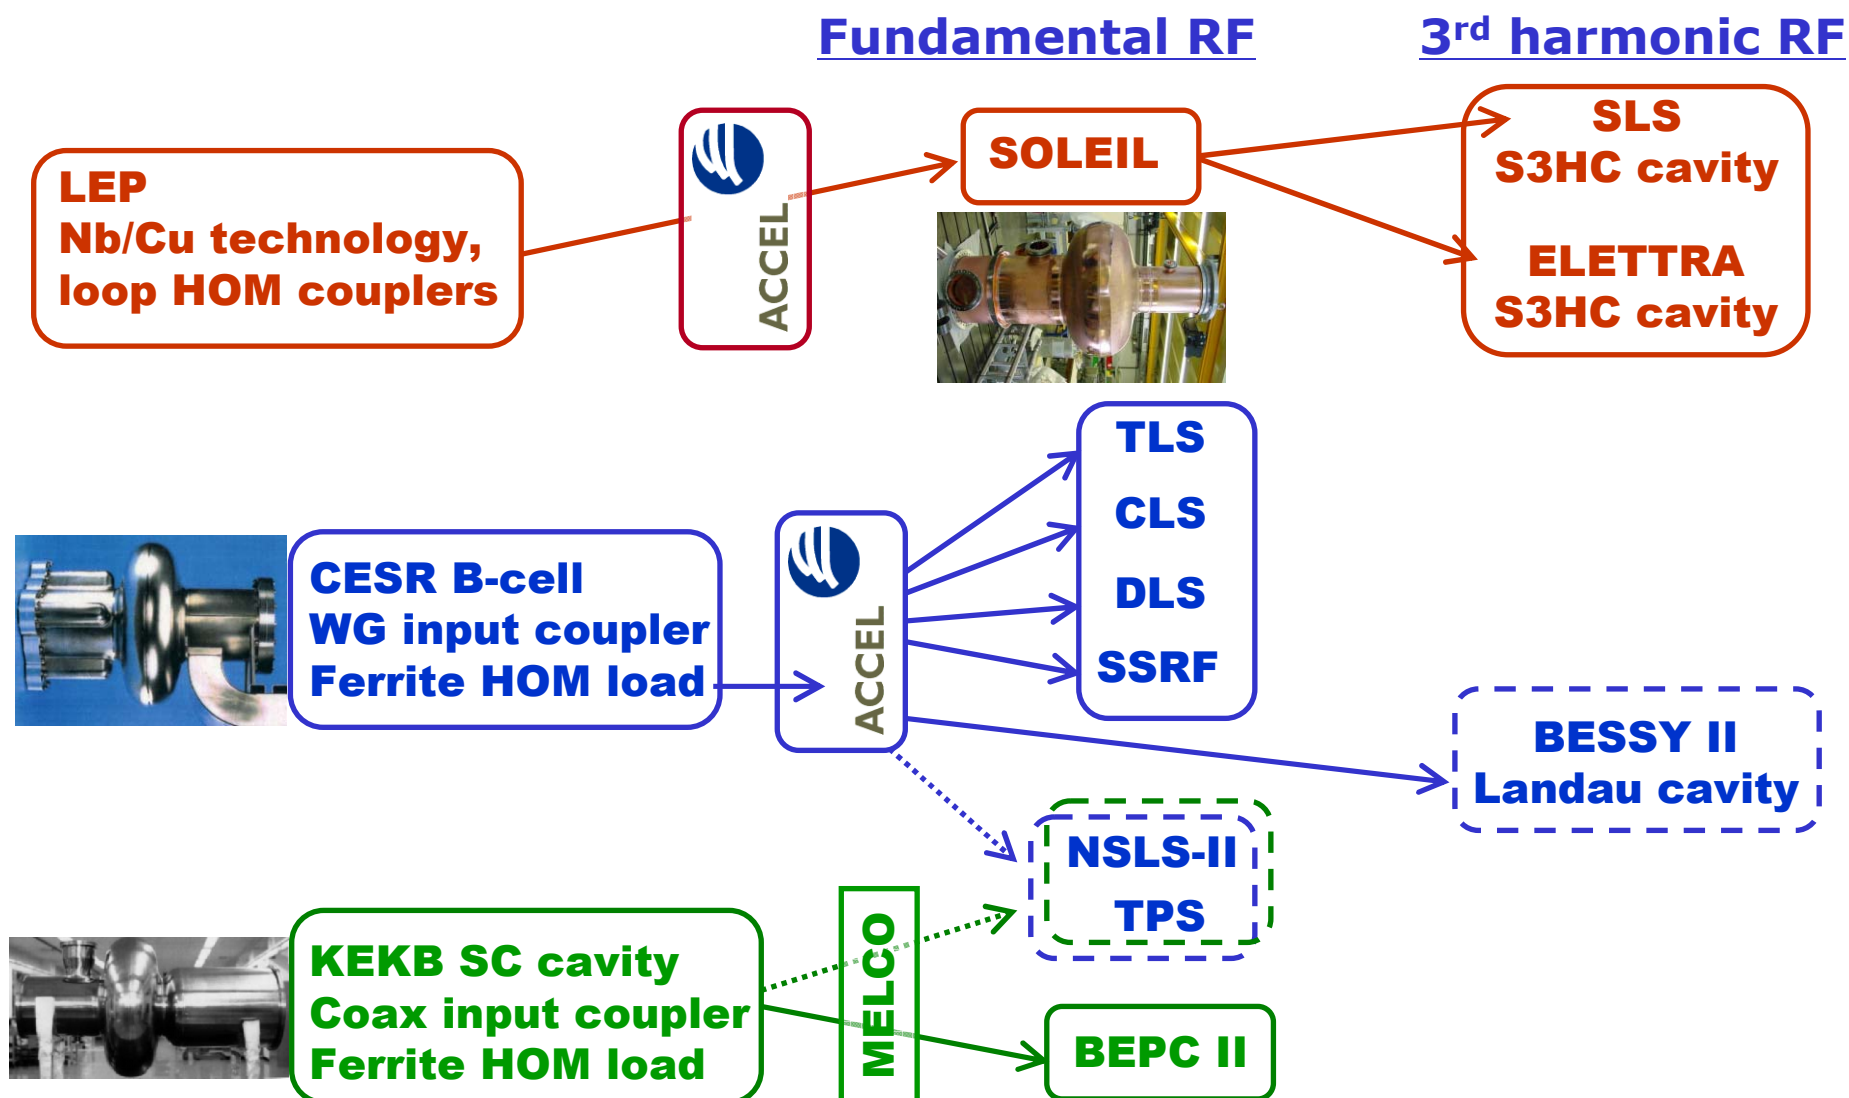 Fundamental RF
3rd harmonic RF
LEP
Nb/Cu technology,
loop HOM couplers
ACCEL
SOLEIL
SLS
S3HC cavity
ELETTRA
S3HC cavity
CESR B-cell
WG input coupler
Ferrite HOM load
ACCEL
TLS
CLS
DLS
SSRF
BESSY II
Landau cavity
NSLS-II
TPS
KEKB SC cavity
Coax input coupler
Ferrite HOM load
MELCO
BEPC II